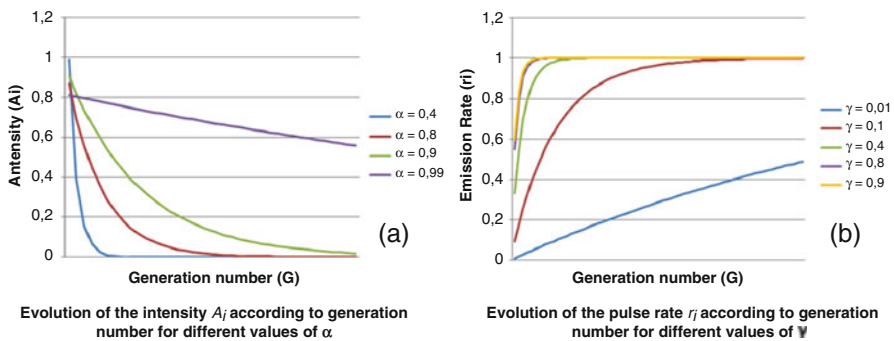 1,2
1
0,8
0,6
0,4
0,2
0
Antensity (Ai)
Generation number (G)
α = 0,4
α = 0,8
α = 0,9
α = 0,99
(a)
Evolution of the intensity Ai according to generation
number for different values of α
1,2
1
0,8
0,6
0,4
0,2
0
Emission Rate (ri)
Generation number (G)
γ = 0,01
γ = 0,1
γ = 0,4
γ = 0,8
γ = 0,9
(b)
Evolution of the pulse rate ri according to generation
number for different values of γ